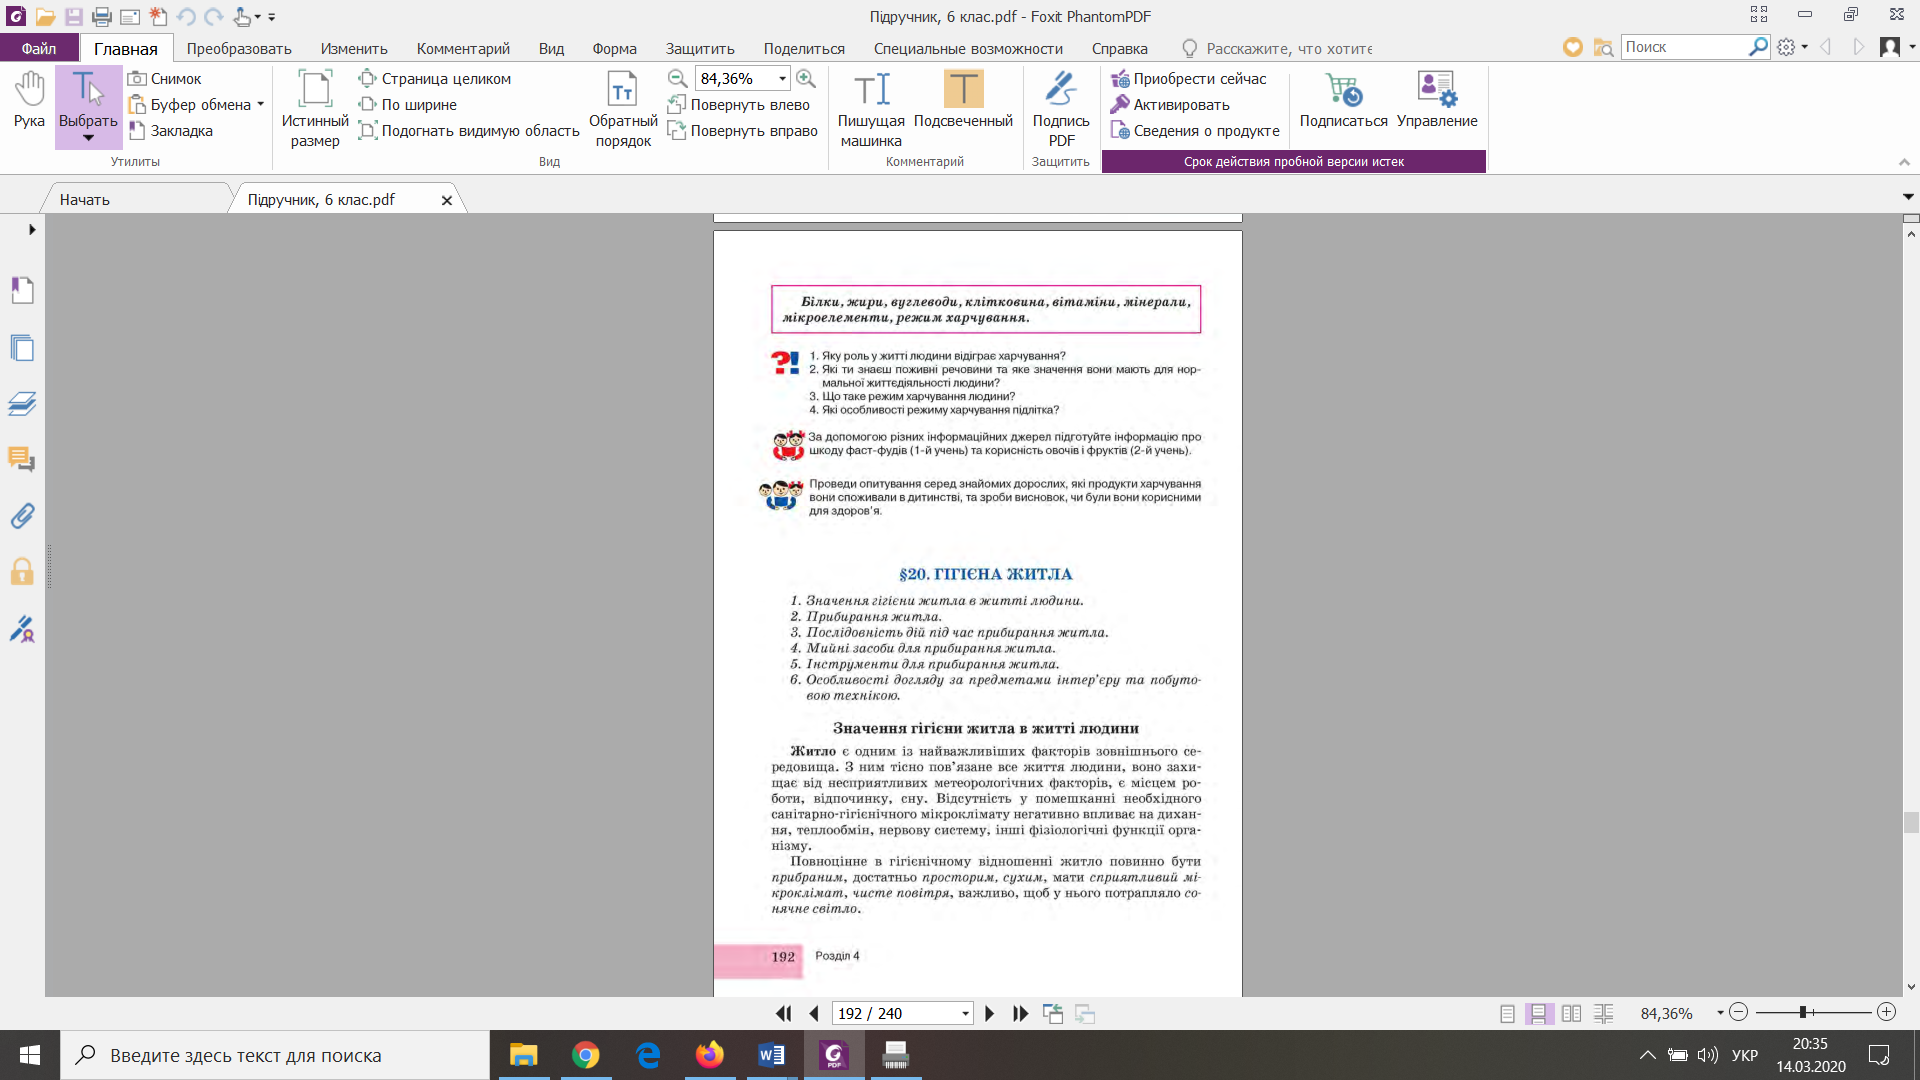 Підручник, 6 клас.pdf - Foxit PhantomPDF
Файл Главная Преобразовать Изменить Комментарий Вид Форма Защитить Поделиться Специальные возможности Справка Расскажите, что хотите Поиск
Рука
Выбрать
Снимок
Буфер обмена
Закладка
Утилиты
Истинный размер
Страница целиком
По ширине
Подогнать видимую область
Обратный порядок
84,36%
Повернуть влево
Повернуть вправо
Вид
Пишущая машинка
Подсвеченный
Комментарий
Подпись PDF
Защитить
Приобрести сейчас
Активировать
Сведения о продукте
Подписаться
Управление
Срок действия пробной версии истек
Начать
Підручник, 6 клас.pdf
Білки, жири, вуглеводи, клітковина, вітаміни, мінерали,
мікроелементи, режим харчування.
?!
1. Яку роль у житті людини відіграє харчування?
2. Які ти знаєш поживні речовини та яке значення вони мають для нор-
мальної життєдіяльності людини?
3. Що таке режим харчування людини?
4. Які особливості режиму харчування підлітка?
За допомогою різних інформаційних джерел підготуйте інформацію про
шкоду фаст-фудів (1-й учень) та корисність овочів і фруктів (2-й учень).
Проведи опитування серед знайомих дорослих, які продукти харчування
вони споживали в дитинстві, та зроби висновок, чи були вони корисними
для здоров'я.
§20. ГІГІЄНА ЖИТЛА
1. Значення гігієни житла в житті людини.
2. Прибирання житла.
3. Послідовність дій під час прибирання житла.
4. Мийні засоби для прибирання житла.
5. Інструменти для прибирання житла.
6. Особливості догляду за предметами інтер'єру та побуто-
вою технікою.
Значення гігієни житла в житті людини
Житло є одним із найважливіших факторів зовнішнього се-
редовища. З ним тісно пов'язане все життя людини, воно захи-
щає від несприятливих метеорологічних факторів, є місцем ро-
боти, відпочинку, сну. Відсутність у помешканні необхідного
санітарно-гігієнічного мікроклімату негативно впливає на дихан-
ня, теплообмін, нервову систему, інші фізіологічні функції орга-
нізму.
Повноцінне в гігієнічному відношенні житло повинно бути
прибраним, достатньо просторим, сухим, мати сприятливий мі-
кроклімат, чисте повітря, важливо, щоб у нього потрапляло со-
нячне світло.
192 Розділ 4
192 / 240
84,36%
Введите здесь текст для поиска
УКР
20:35
14.03.2020